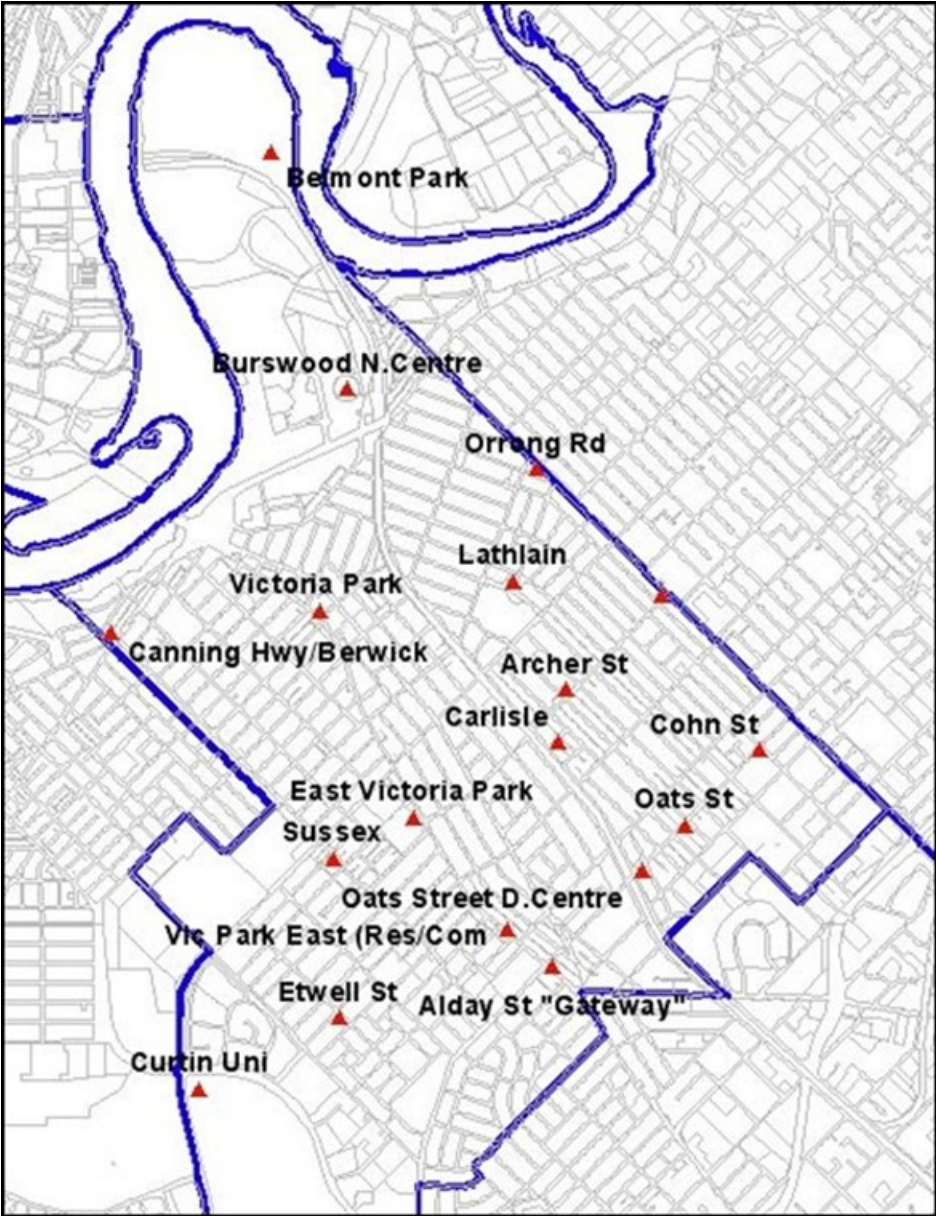 Belmont Park
Burswood N.Centre
Orrong Rd
Lathlain
Victoria Park
Canning Hwy/Berwick
Archer St
Carlisle
Cohn St
East Victoria Park
Oats St
Sussex
Oats Street D.Centre
Vic Park East (Res/Com
Etwell St
Alday St "Gateway"
Curtin Uni